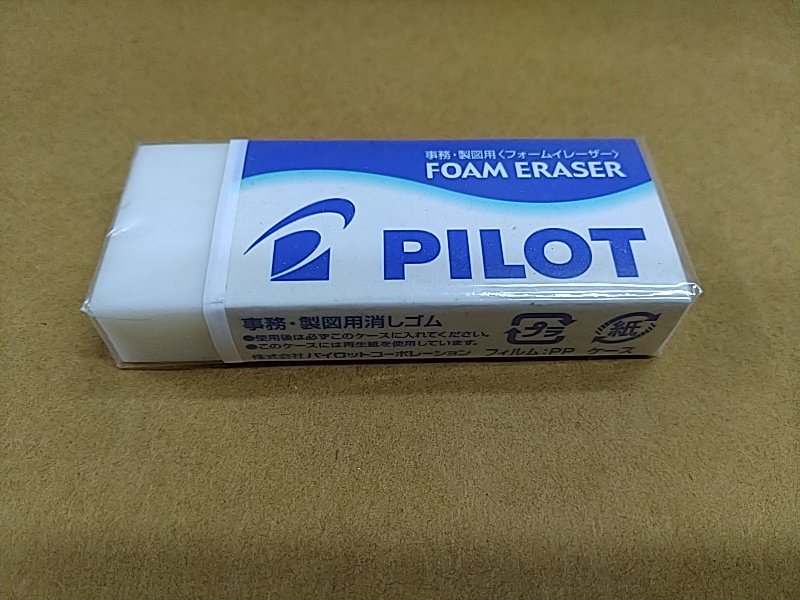 事務・製図用〈フォームイレーザー〉
FOAM ERASER
PILOT
事務・製図用消しゴム
●使用後は必ずこのケースに入れてください。
●このケースには再生紙を使用しています。
株式会社パイロットコーポレーション フィルム:PP ケース
プラ
紙